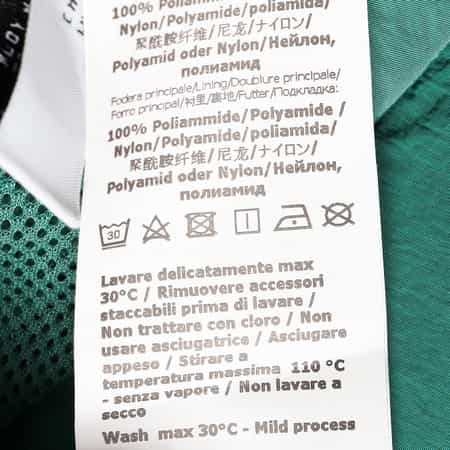 100% Poliammide/
Nylon/Polyamide/poliamida/
聚酰胺纤维/尼龙/ナイロン/
Polyamid oder Nylon/Нейлон,
полиамид
Fodera principale/Lining/Doublure principale/
Forro principal/衬里/裏地/Futter/Подкладка:
100% Poliammide/Polyamide /
Nylon/Polyamide/poliamida/
聚酰胺纤维/尼龙/ナイロン/
Polyamid oder Nylon/Нейлон,
полиамид
30
Lavare delicatamente max
30°C / Rimuovere accessori
staccabili prima di lavare /
Non trattare con cloro / Non
usare asciugatrice / Asciugare
appeso / Stirare a
temperatura massima 110 °C
- senza vapore / Non lavare a
secco
Wash max 30°C - Mild process